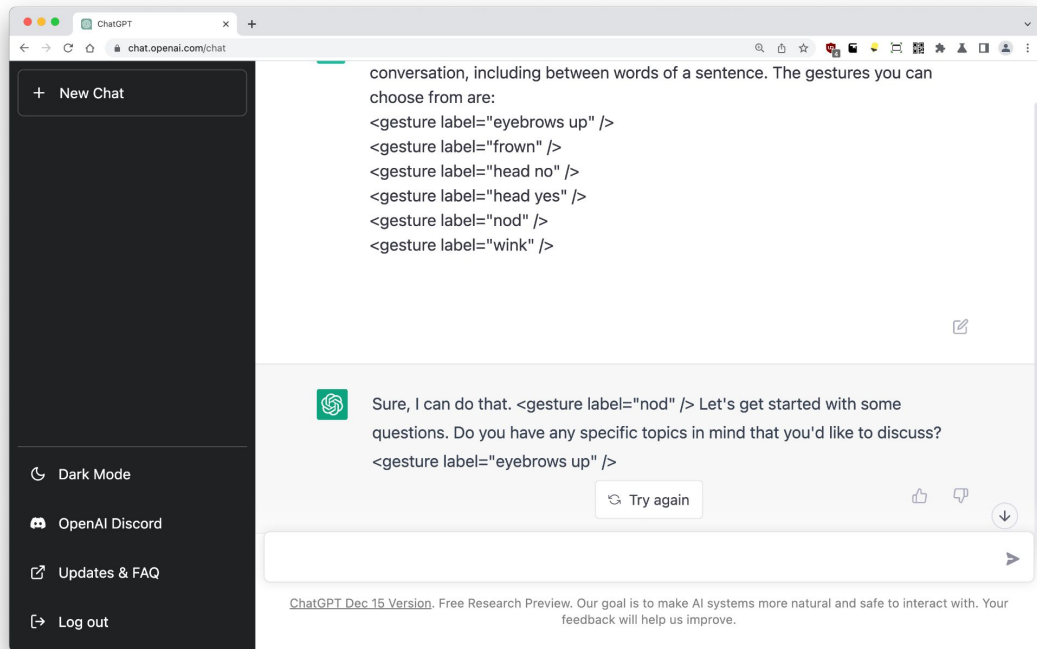 ChatGPT
chat.openai.com/chat
New Chat
conversation, including between words of a sentence. The gestures you can
choose from are:
<gesture label="eyebrows up" />
<gesture label="frown" />
<gesture label="head no" />
<gesture label="head yes" />
<gesture label="nod" />
<gesture label="wink" />
Sure, I can do that. <gesture label="nod" /> Let's get started with some
questions. Do you have any specific topics in mind that you'd like to discuss?
<gesture label="eyebrows up" />
Try again
Dark Mode
OpenAI Discord
Updates & FAQ
Log out
ChatGPT Dec 15 Version. Free Research Preview. Our goal is to make AI systems more natural and safe to interact with. Your
feedback will help us improve.